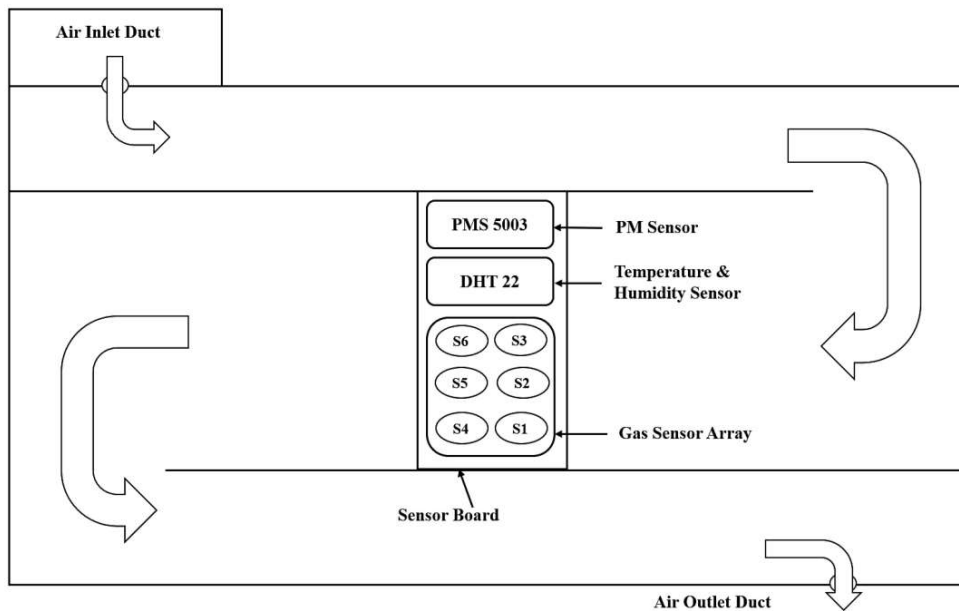 Air Inlet Duct
PMS 5003
PM Sensor
DHT 22
Temperature &
Humidity Sensor
S6
S3
S5
S2
S4
S1
Gas Sensor Array
Sensor Board
Air Outlet Duct